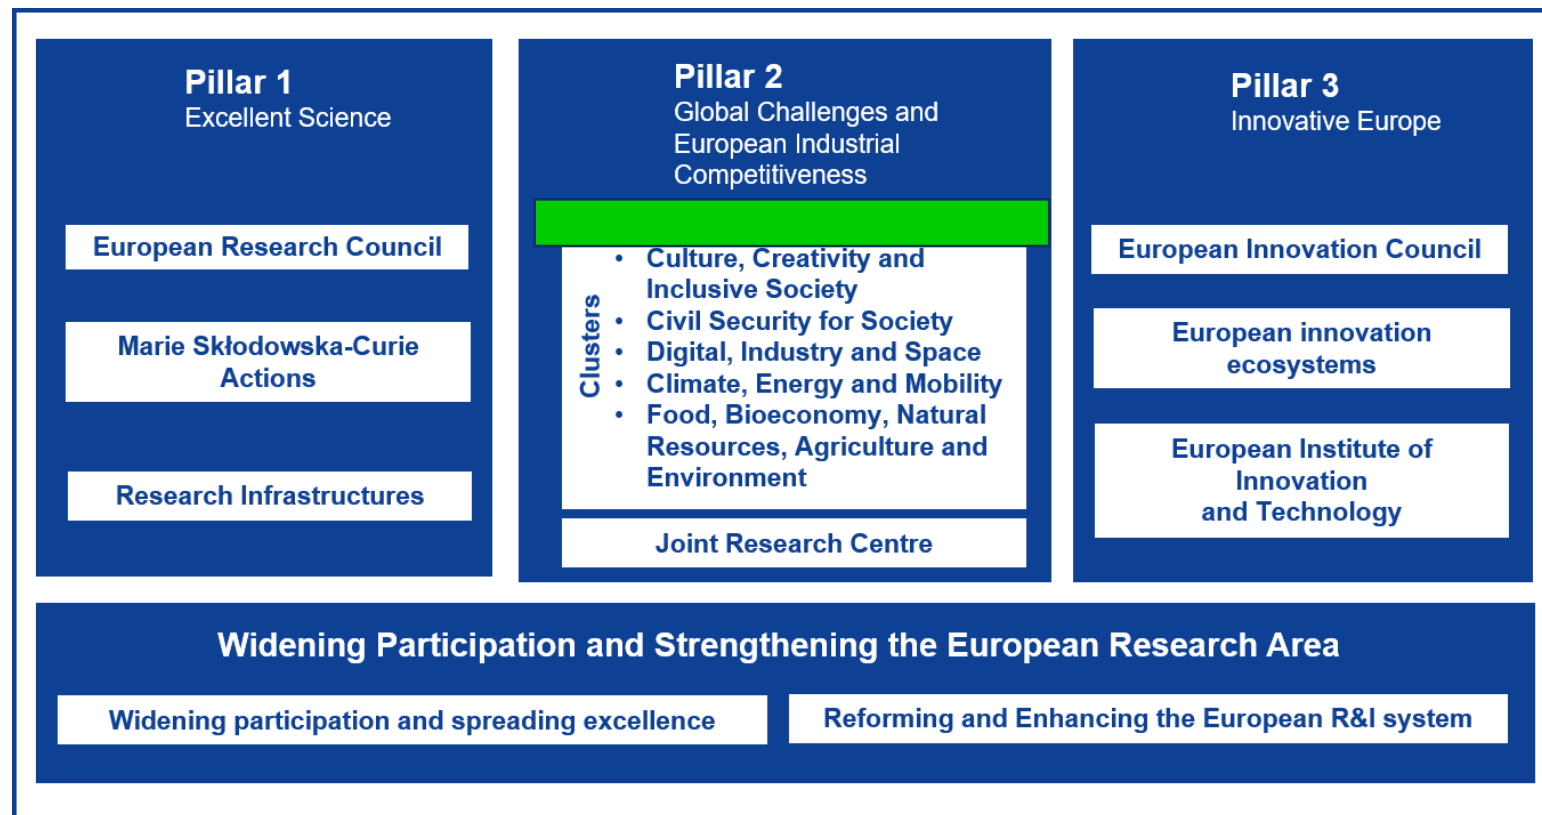 Pillar 1
Excellent Science
European Research Council
Marie Skłodowska-Curie
Actions
Research Infrastructures
Pillar 2
Global Challenges and
European Industrial
Competitiveness
Clusters
• Culture, Creativity and
Inclusive Society
• Civil Security for Society
• Digital, Industry and Space
• Climate, Energy and Mobility
• Food, Bioeconomy, Natural
Resources, Agriculture and
Environment
Joint Research Centre
Pillar 3
Innovative Europe
European Innovation Council
European innovation
ecosystems
European Institute of
Innovation
and Technology
Widening Participation and Strengthening the European Research Area
Widening participation and spreading excellence
Reforming and Enhancing the European R&I system